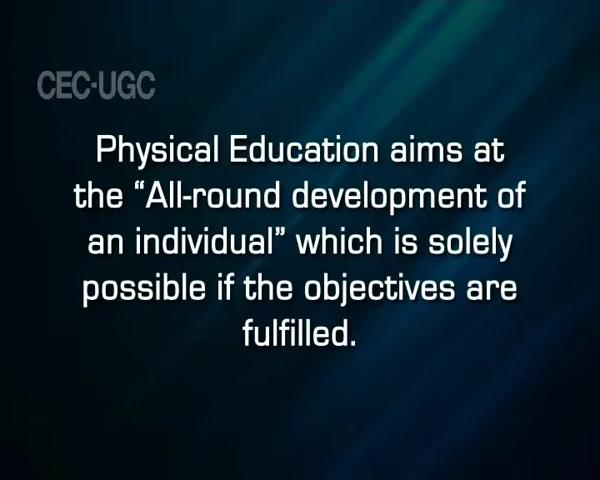 CEC-UGC
Physical Education aims at
the “All-round development of
an individual” which is solely
possible if the objectives are
fulfilled.